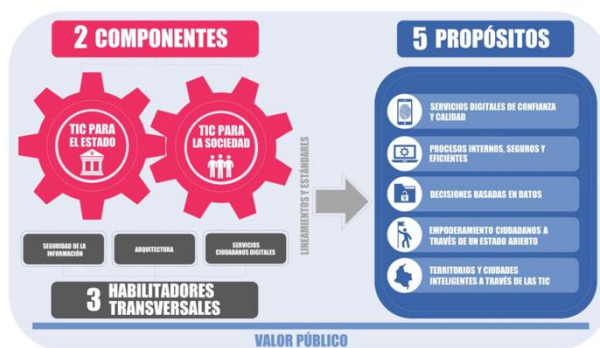 2 COMPONENTES
TIC PARA
EL ESTADO
TIC PARA
LA SOCIEDAD
SEGURIDAD DE LA
INFORMACIÓN
ARQUITECTURA
SERVICIOS
CIUDADANOS DIGITALES
3 HABILITADORES
TRANSVERSALES
LINEAMIENTOS Y ESTÁNDARES
5 PROPÓSITOS
SERVICIOS DIGITALES DE CONFIANZA
Y CALIDAD
PROCESOS INTERNOS, SEGUROS Y
EFICIENTES
DECISIONES BASADAS EN DATOS
EMPODERAMIENTO CIUDADANOS A
TRAVÉS DE UN ESTADO ABIERTO
TERRITORIOS Y CIUDADES
INTELIGENTES A TRAVÉS DE LAS TIC
VALOR PÚBLICO